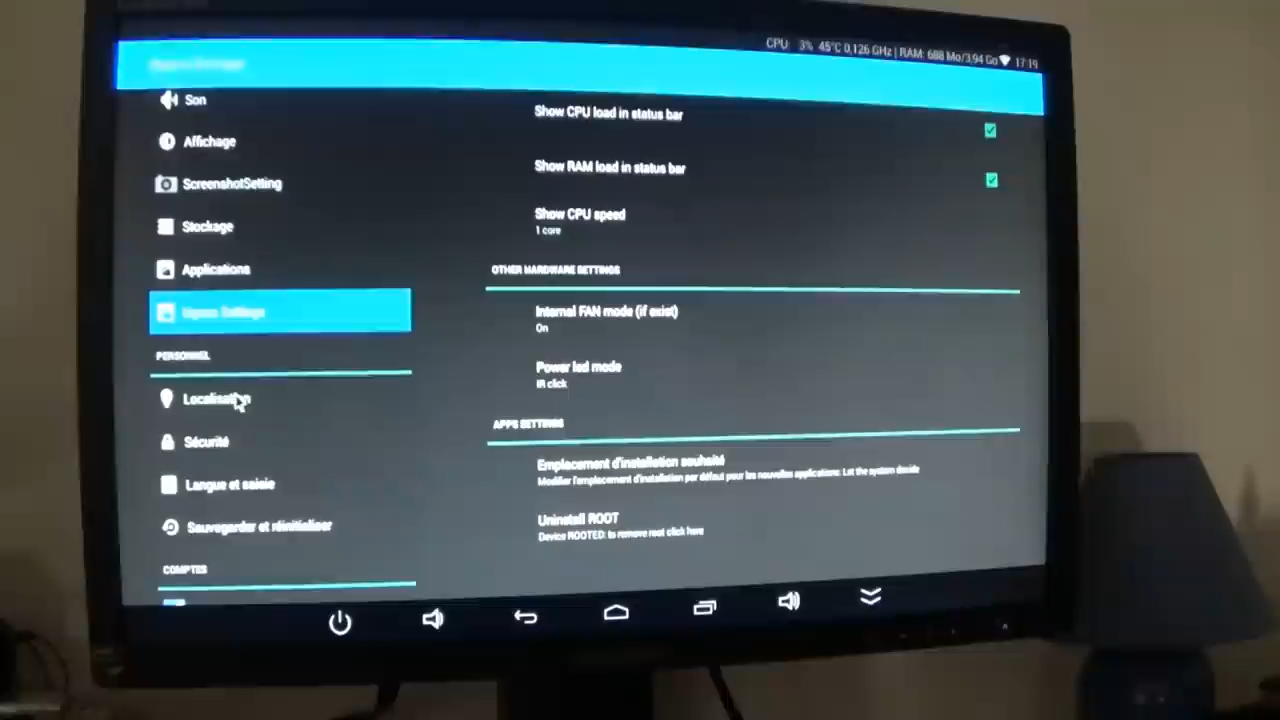 CPU: 3% 45°C 0,126 GHz | RAM: 688 Mo/3,94 Go 17:19
Son
Affichage
ScreenshotSetting
Stockage
Applications
Settings
PERSONNEL
Localisation
Sécurité
Langue et saisie
Sauvegarder et réinitialiser
COMPTES
Show CPU load in status bar
Show RAM load in status bar
Show CPU speed
1 core
OTHER HARDWARE SETTINGS
Internal FAN mode (if exist)
On
Power led mode
IR click
APPS SETTINGS
Emplacement d'installation souhaité
Modifier l'emplacement d'installation par défaut pour les nouvelles applications: Let the system decide
Uninstall ROOT
Device ROOTED: to remove root click here